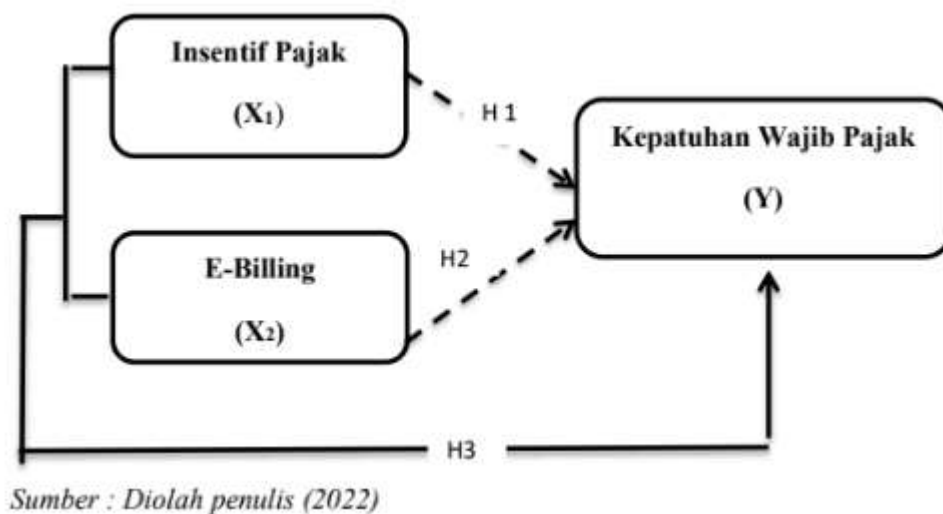 Insentif Pajak
(X₁)
H 1
Kepatuhan Wajib Pajak
(Y)
E-Billing
(X₂)
H2
H3
Sumber : Diolah penulis (2022)